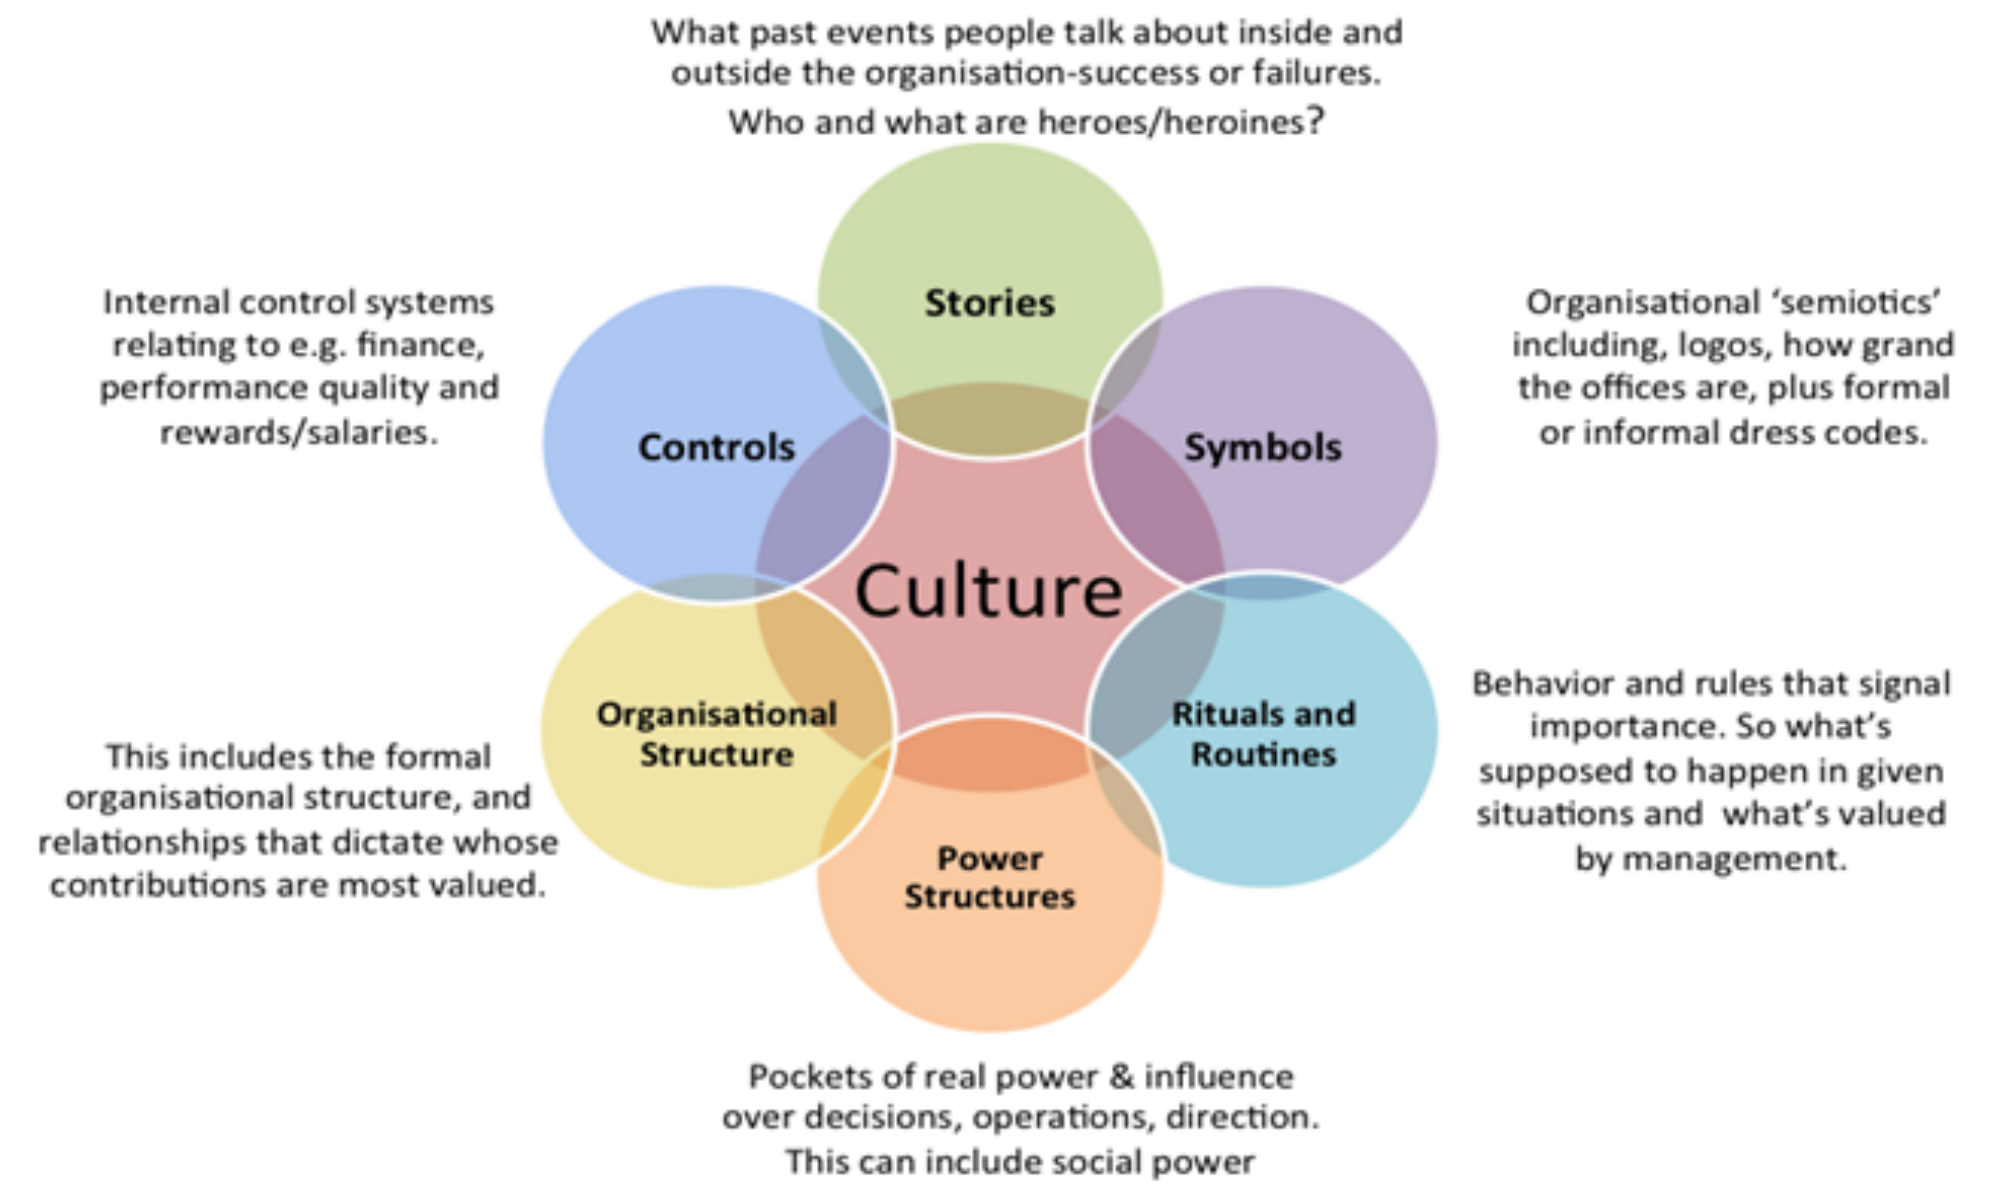 What past events people talk about inside and
outside the organisation-success or failures.
Who and what are heroes/heroines?
Stories
Internal control systems
relating to e.g. finance,
performance quality and
rewards/salaries.
Controls
Symbols
Organisational ‘semiotics’
including, logos, how grand
the offices are, plus formal
or informal dress codes.
Culture
This includes the formal
organisational structure, and
relationships that dictate whose
contributions are most valued.
Organisational
Structure
Rituals and
Routines
Behavior and rules that signal
importance. So what’s
supposed to happen in given
situations and  what’s valued
by management.
Power
Structures
Pockets of real power & influence
over decisions, operations, direction.
This can include social power